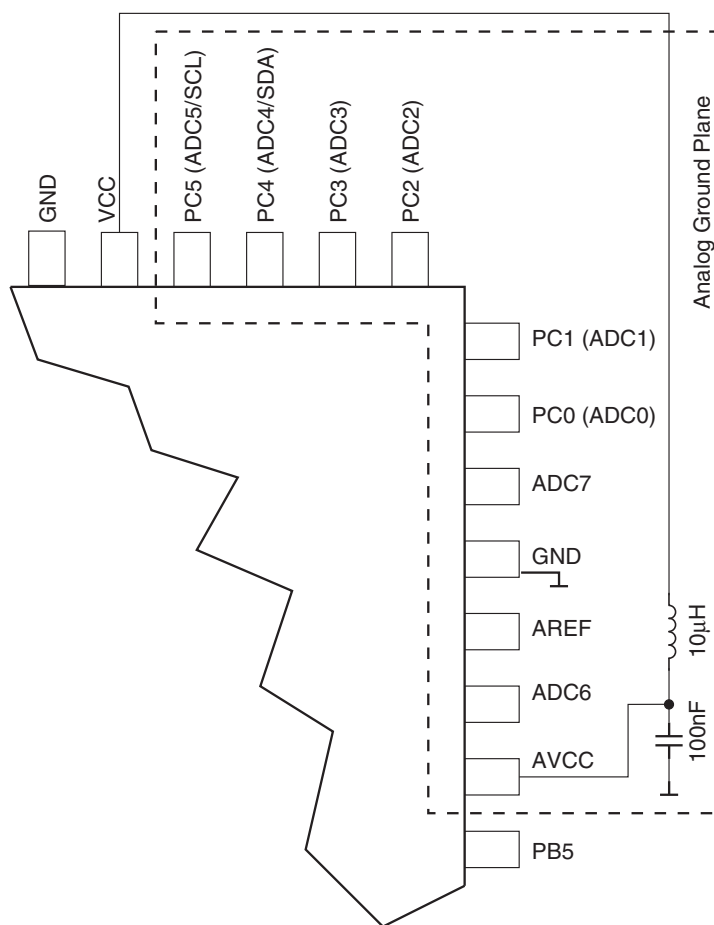 GND
VCC
PC5 (ADC5/SCL)
PC4 (ADC4/SDA)
PC3 (ADC3)
PC2 (ADC2)
Analog Ground Plane
PC1 (ADC1)
PC0 (ADC0)
ADC7
GND
AREF
ADC6
AVCC
PB5
10µH
100nF